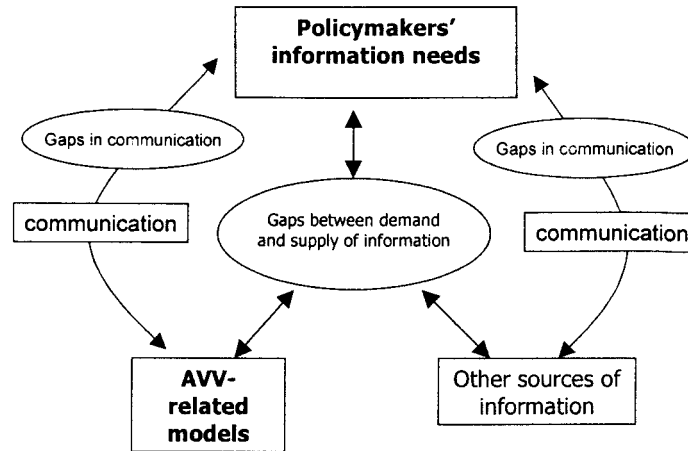 Policymakers'
information needs
Gaps in communication
Gaps in communication
communication
Gaps between demand
and supply of information
communication
AVV-
related
models
Other sources of
information